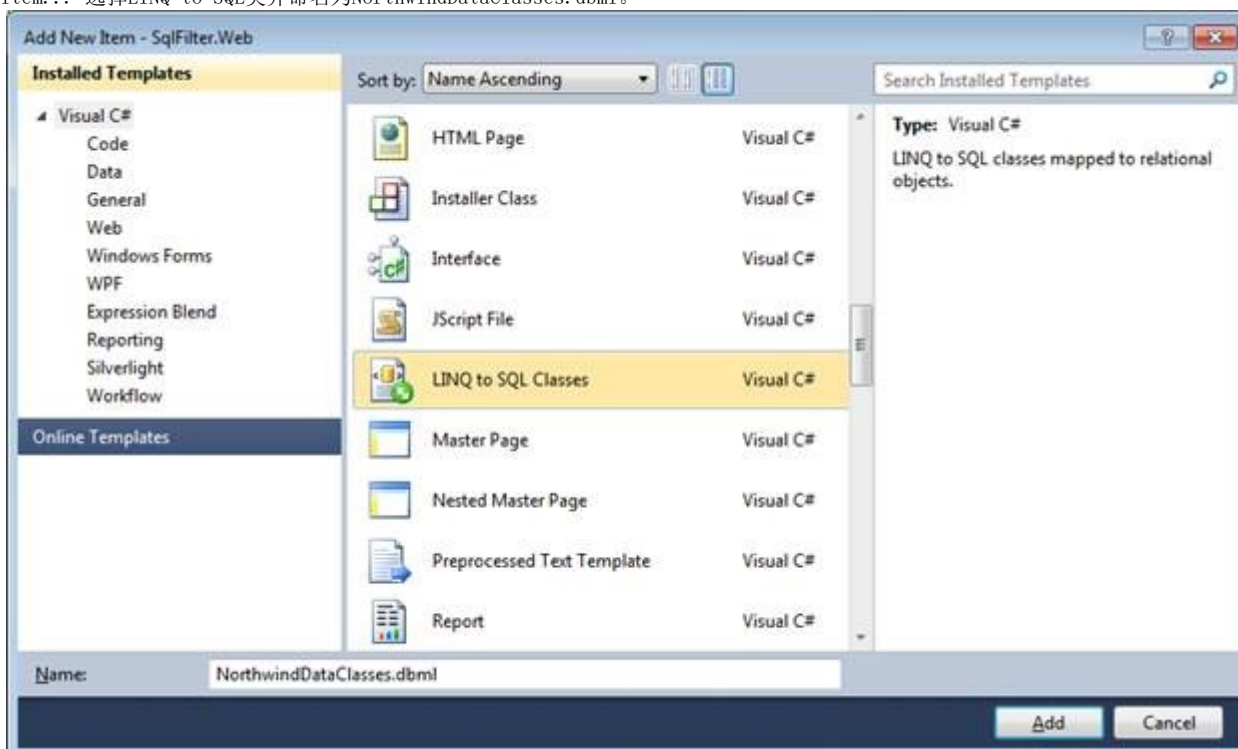 Item... 选择LINQ to SQL类并命名为NorthwindDataClasses.dbml。
Add New Item - SqlFilter.Web
Installed Templates
Visual C#
Code
Data
General
Web
Windows Forms
WPF
Expression Blend
Reporting
Silverlight
Workflow
Online Templates
Sort by: Name Ascending
HTML Page Visual C#
Installer Class Visual C#
Interface Visual C#
JScript File Visual C#
LINQ to SQL Classes Visual C#
Master Page Visual C#
Nested Master Page Visual C#
Preprocessed Text Template Visual C#
Report Visual C#
Search Installed Templates
Type: Visual C#
LINQ to SQL classes mapped to relational
objects.
Name: NorthwindDataClasses.dbml
Add Cancel